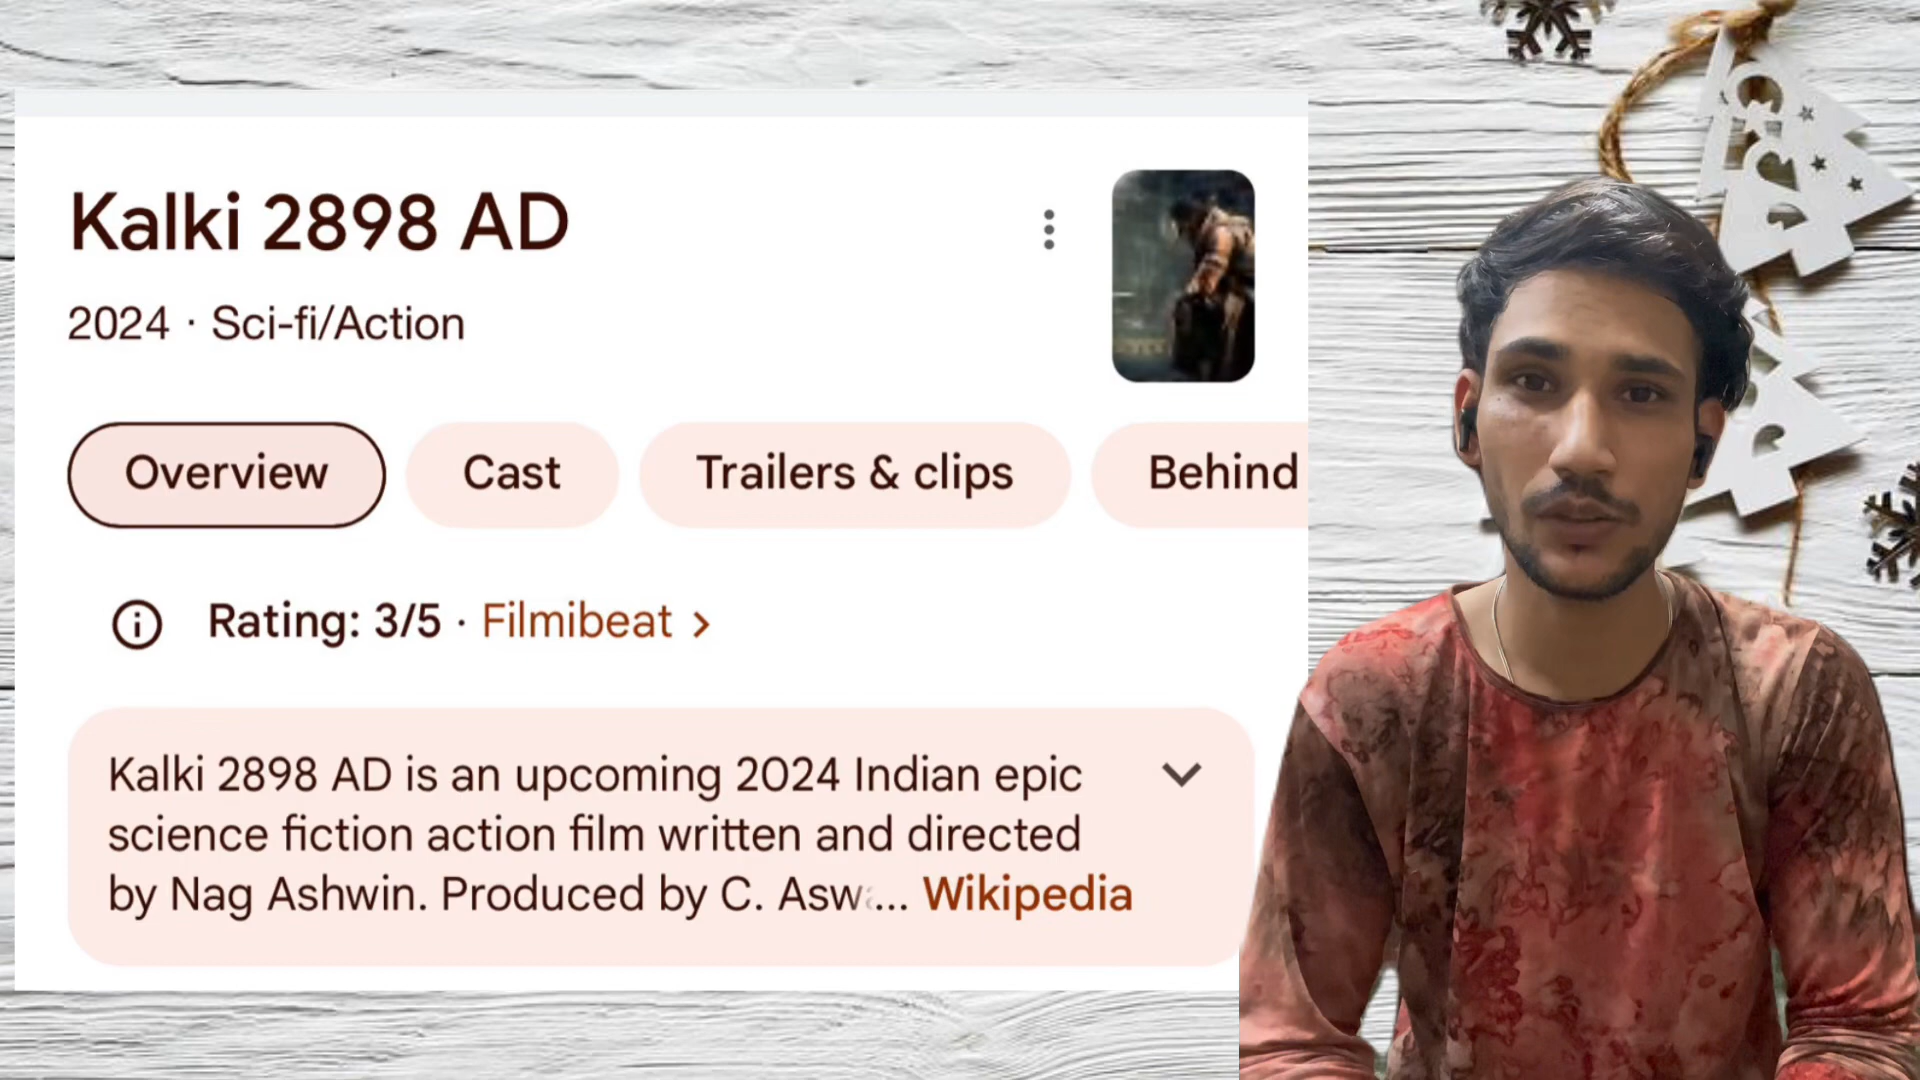 Kalki 2898 AD
2024 · Sci-fi/Action
Overview
Cast
Trailers & clips
Behind
Rating: 3/5 · Filmibeat >
Kalki 2898 AD is an upcoming 2024 Indian epic
science fiction action film written and directed
by Nag Ashwin. Produced by C. Asw... Wikipedia